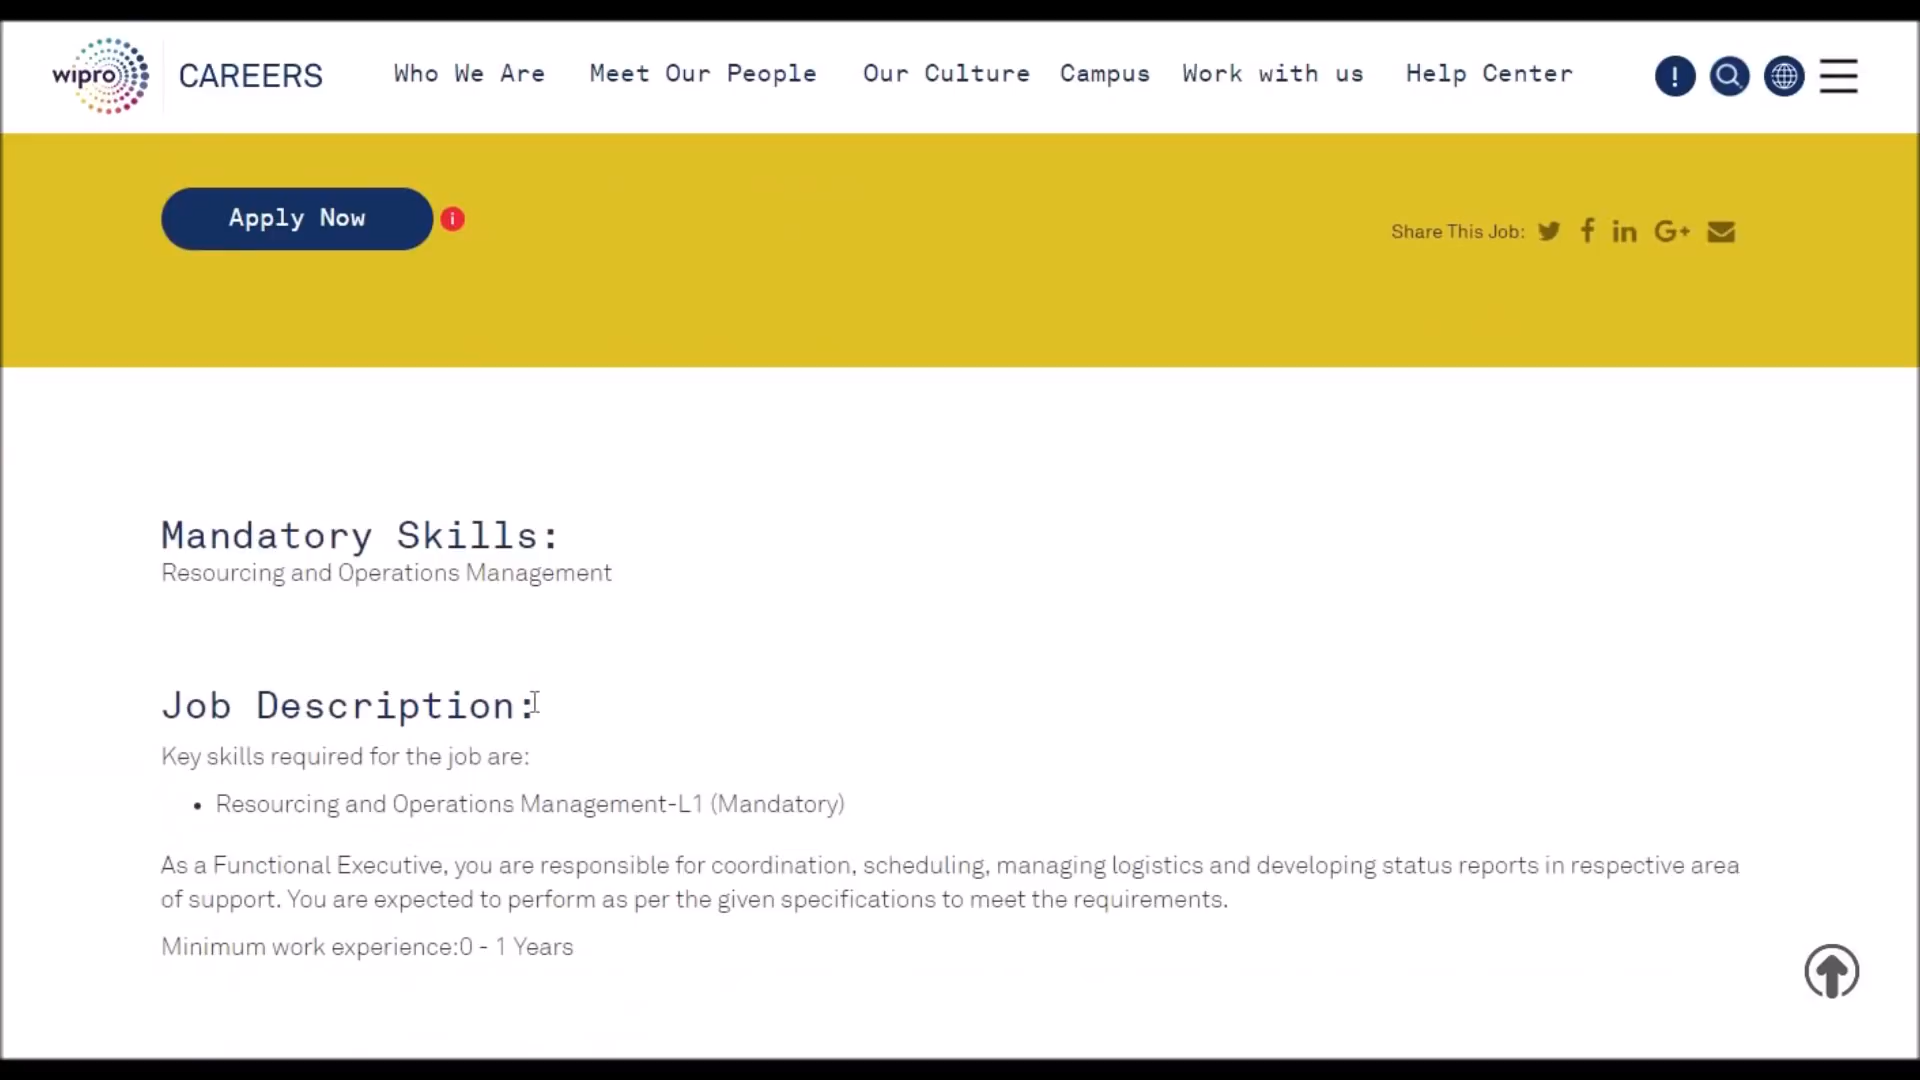 wipro CAREERS Who We Are Meet Our People Our Culture Campus Work with us Help Center
Apply Now
Share This Job:
Mandatory Skills:
Resourcing and Operations Management
Job Description:
Key skills required for the job are:
• Resourcing and Operations Management-L1 (Mandatory)
As a Functional Executive, you are responsible for coordination, scheduling, managing logistics and developing status reports in respective area
of support. You are expected to perform as per the given specifications to meet the requirements.
Minimum work experience:0 - 1 Years